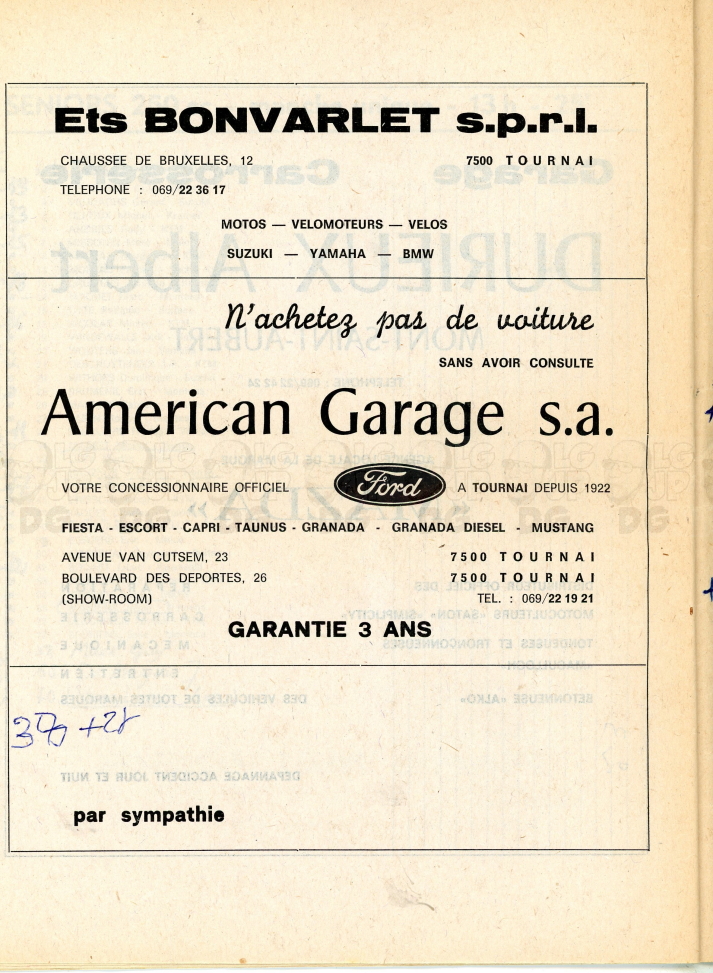 Ets BONVARLET s.p.r.l.
CHAUSSEE DE BRUXELLES, 12 7500 TOURNAI
TELEPHONE : 069/22 36 17
MOTOS — VELOMOTEURS — VELOS
SUZUKI — YAMAHA — BMW
N'achetez pas de voiture
SANS AVOIR CONSULTE
American Garage s.a.
VOTRE CONCESSIONNAIRE OFFICIEL Ford A TOURNAI DEPUIS 1922
FIESTA - ESCORT - CAPRI - TAUNUS - GRANADA - GRANADA DIESEL - MUSTANG
AVENUE VAN CUTSEM, 23 7500 TOURNAI
BOULEVARD DES DEPORTES, 26 7500 TOURNAI
(SHOW-ROOM) TEL. : 069/22 19 21
GARANTIE 3 ANS
par sympathie